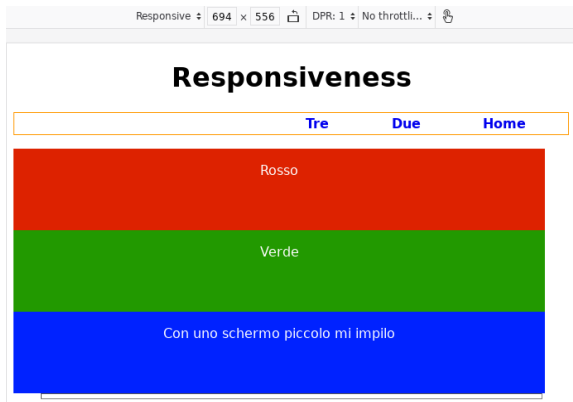 Responsive 694 × 556 DPR: 1 No throttli...
Responsiveness
Tre Due Home
Rosso
Verde
Con uno schermo piccolo mi impilo